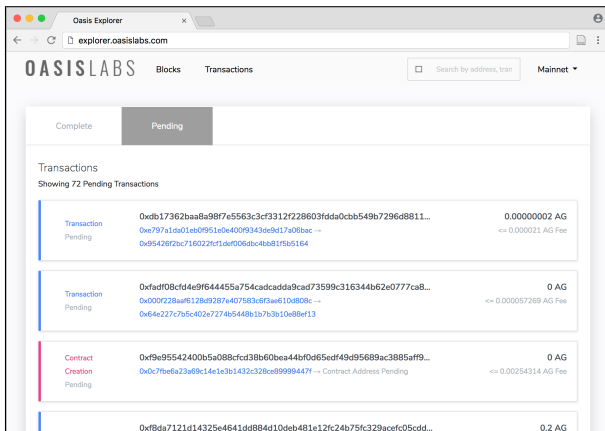 Oasis Explorer
explorer.oasislabs.com
OASISLABS Blocks Transactions Search by address, tran Mainnet
Complete Pending
Transactions
Showing 72 Pending Transactions
Transaction
Pending
0xdb17362baa8a98f7e5563c3cf3312f228603fdda0cbb549b7296d8811...
0xe797a1da01eb0f951e0e400f9343de9d17a06bac →
0x95426f2bc716022fcf1def006dbc4bb81f5b5164
0.00000002 AG
<= 0.000021 AG Fee
Transaction
Pending
0xfadf08cfd4e9f644455a754cadcadda9cad73599c316344b62e0777ca8...
0x000f228aaf6128d9287e407583c6f3ae610d808c →
0x64e227c7b5c402e7274b5448b1b7b3b10e88ef13
0 AG
<= 0.000057269 AG Fee
Contract
Creation
Pending
0xf9e95542400b5a088cfcd38b60bea44bf0d65edf49d95689ac3885aff9...
0x0c7fbe6a23a69c14e1e3b1432c328ce89999447f → Contract Address Pending
0 AG
<= 0.00254314 AG Fee
0xf8da7121d14325e4641dd884d10deb481e12fc24b75fc329acefc05cdd...
0.2 AG